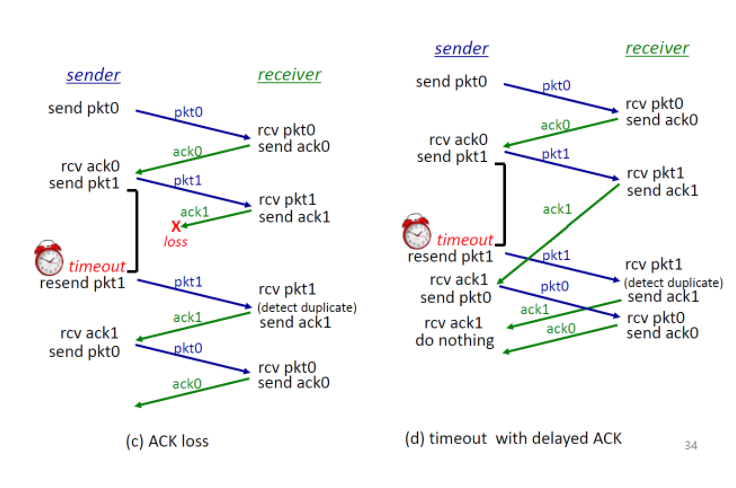 sender
receiver
send pkt0
pkt0
rcv pkt0
send ack0
ack0
rcv ack0
send pkt1
pkt1
rcv pkt1
send ack1
ack1
X
loss
timeout
resend pkt1
pkt1
rcv pkt1
(detect duplicate)
send ack1
ack1
rcv ack1
send pkt0
pkt0
rcv pkt0
send ack0
ack0
(c) ACK loss
sender
receiver
send pkt0
pkt0
rcv pkt0
send ack0
ack0
rcv ack0
send pkt1
pkt1
rcv pkt1
send ack1
ack1
timeout
resend pkt1
pkt1
rcv pkt1
(detect duplicate)
send ack1
rcv ack1
send pkt0
pkt0
ack1
rcv pkt0
send ack0
rcv ack1
do nothing
ack0
(d) timeout with delayed ACK
34